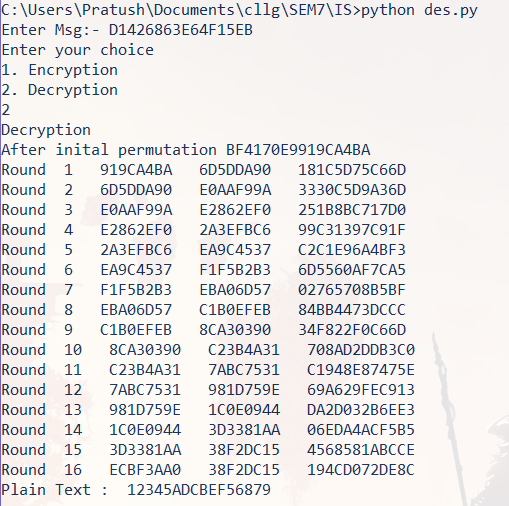 C:\Users\Pratush\Documents\cllg\SEM7\IS>python des.py
Enter Msg:- D1426863E64F15EB
Enter your choice
1. Encryption
2. Decryption
2
Decryption
After inital permutation BF4170E9919CA4BA
Round  1   919CA4BA   6D5DDA90   181C5D75C66D
Round  2   6D5DDA90   E0AAF99A   3330C5D9A36D
Round  3   E0AAF99A   E2862EF0   251B8BC717D0
Round  4   E2862EF0   2A3EFBC6   99C31397C91F
Round  5   2A3EFBC6   EA9C4537   C2C1E96A4BF3
Round  6   EA9C4537   F1F5B2B3   6D5560AF7CA5
Round  7   F1F5B2B3   EBA06D57   02765708B5BF
Round  8   EBA06D57   C1B0EFEB   84BB4473DCCC
Round  9   C1B0EFEB   8CA30390   34F822F0C66D
Round  10   8CA30390   C23B4A31   708AD2DDB3C0
Round  11   C23B4A31   7ABC7531   C1948E87475E
Round  12   7ABC7531   981D759E   69A629FEC913
Round  13   981D759E   1C0E0944   DA2D032B6EE3
Round  14   1C0E0944   3D3381AA   06EDA4ACF5B5
Round  15   3D3381AA   38F2DC15   4568581ABCCE
Round  16   ECBF3AA0   38F2DC15   194CD072DE8C
Plain Text :  12345ADCBEF56879